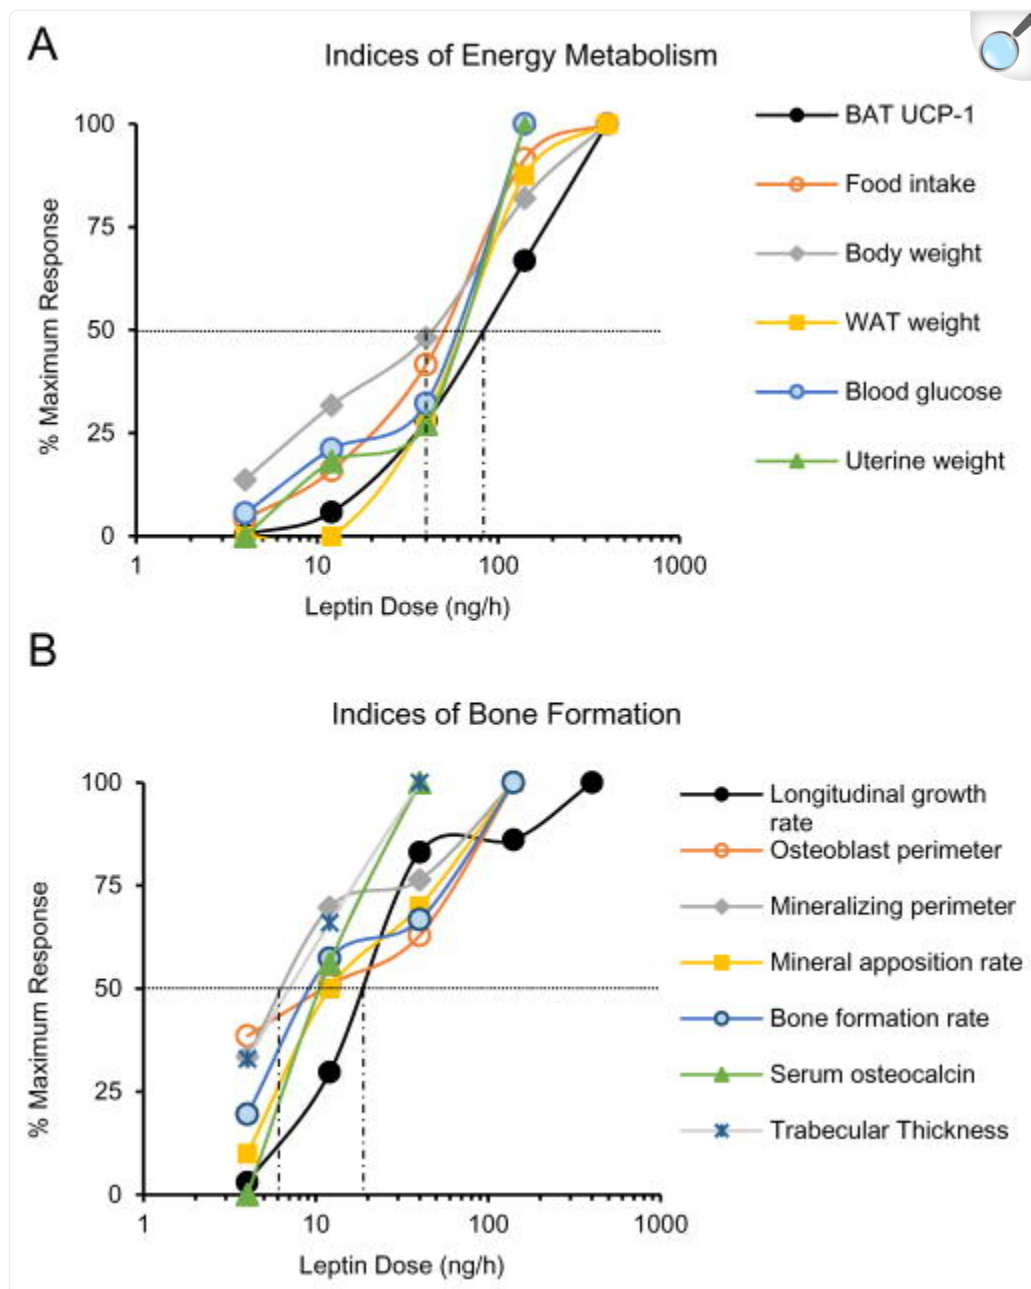 A
Indices of Energy Metabolism
100
75
50
25
0
% Maximum Response
1
10
100
1000
Leptin Dose (ng/h)
BAT UCP-1
Food intake
Body weight
WAT weight
Blood glucose
Uterine weight
B
Indices of Bone Formation
100
75
50
25
0
% Maximum Response
1
10
100
1000
Leptin Dose (ng/h)
Longitudinal growth
rate
Osteoblast perimeter
Mineralizing perimeter
Mineral apposition rate
Bone formation rate
Serum osteocalcin
Trabecular Thickness